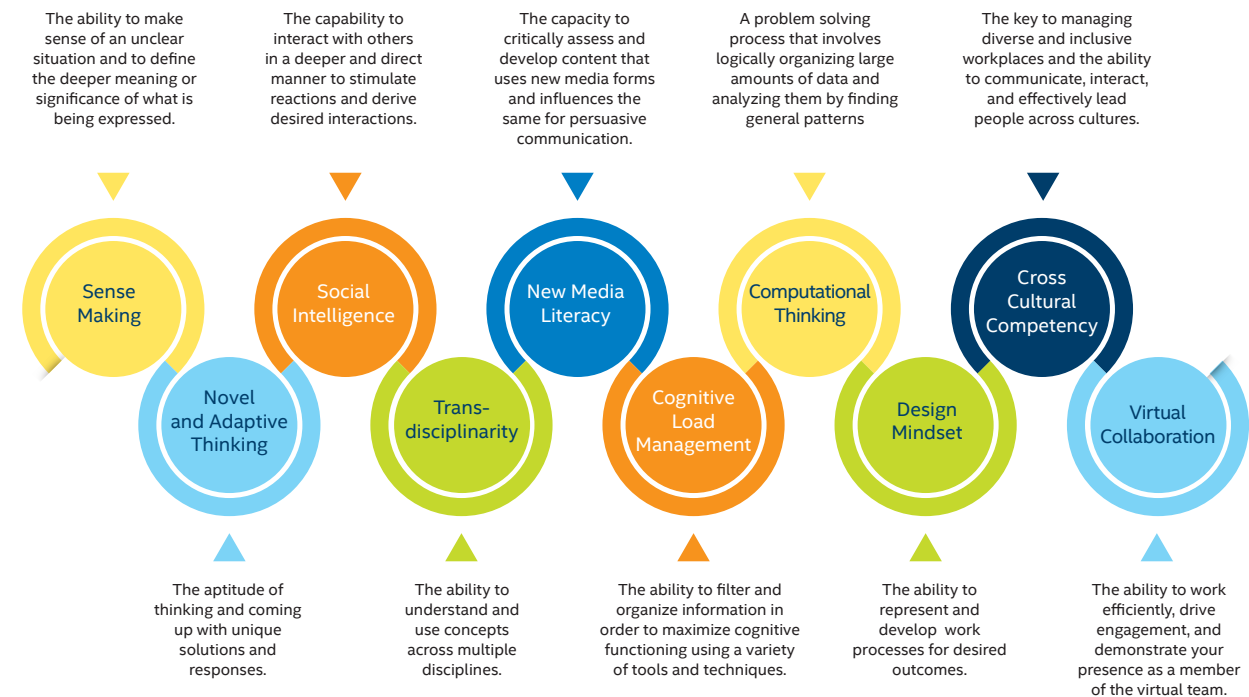 The ability to make
sense of an unclear
situation and to define
the deeper meaning or
significance of what is
being expressed.
The capability to
interact with others
in a deeper and direct
manner to stimulate
reactions and derive
desired interactions.
The capacity to
critically assess and
develop content that
uses new media forms
and influences the
same for persuasive
communication.
A problem solving
process that involves
logically organizing large
amounts of data and
analyzing them by finding
general patterns
The key to managing
diverse and inclusive
workplaces and the ability
to communicate, interact,
and effectively lead
people across cultures.
Sense
Making
Social
Intelligence
New Media
Literacy
Computational
Thinking
Cross
Cultural
Competency
Novel
and Adaptive
Thinking
Trans-
disciplinarity
Cognitive
Load
Management
Design
Mindset
Virtual
Collaboration
The aptitude of
thinking and coming
up with unique
solutions and
responses.
The ability to
understand and
use concepts
across multiple
disciplines.
The ability to filter and
organize information in
order to maximize cognitive
functioning using a variety
of tools and techniques.
The ability to
represent and
develop work
processes for desired
outcomes.
The ability to work
efficiently, drive
engagement, and
demonstrate your
presence as a member
of the virtual team.